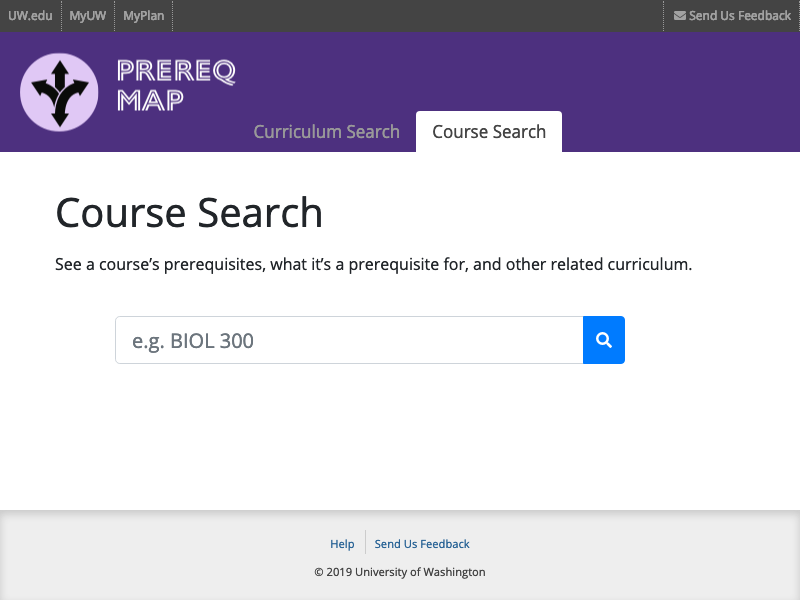 UW.edu MyUW MyPlan Send Us Feedback
PREREQ
MAP
Curriculum Search Course Search
Course Search
See a course’s prerequisites, what it’s a prerequisite for, and other related curriculum.
e.g. BIOL 300
Help Send Us Feedback
© 2019 University of Washington